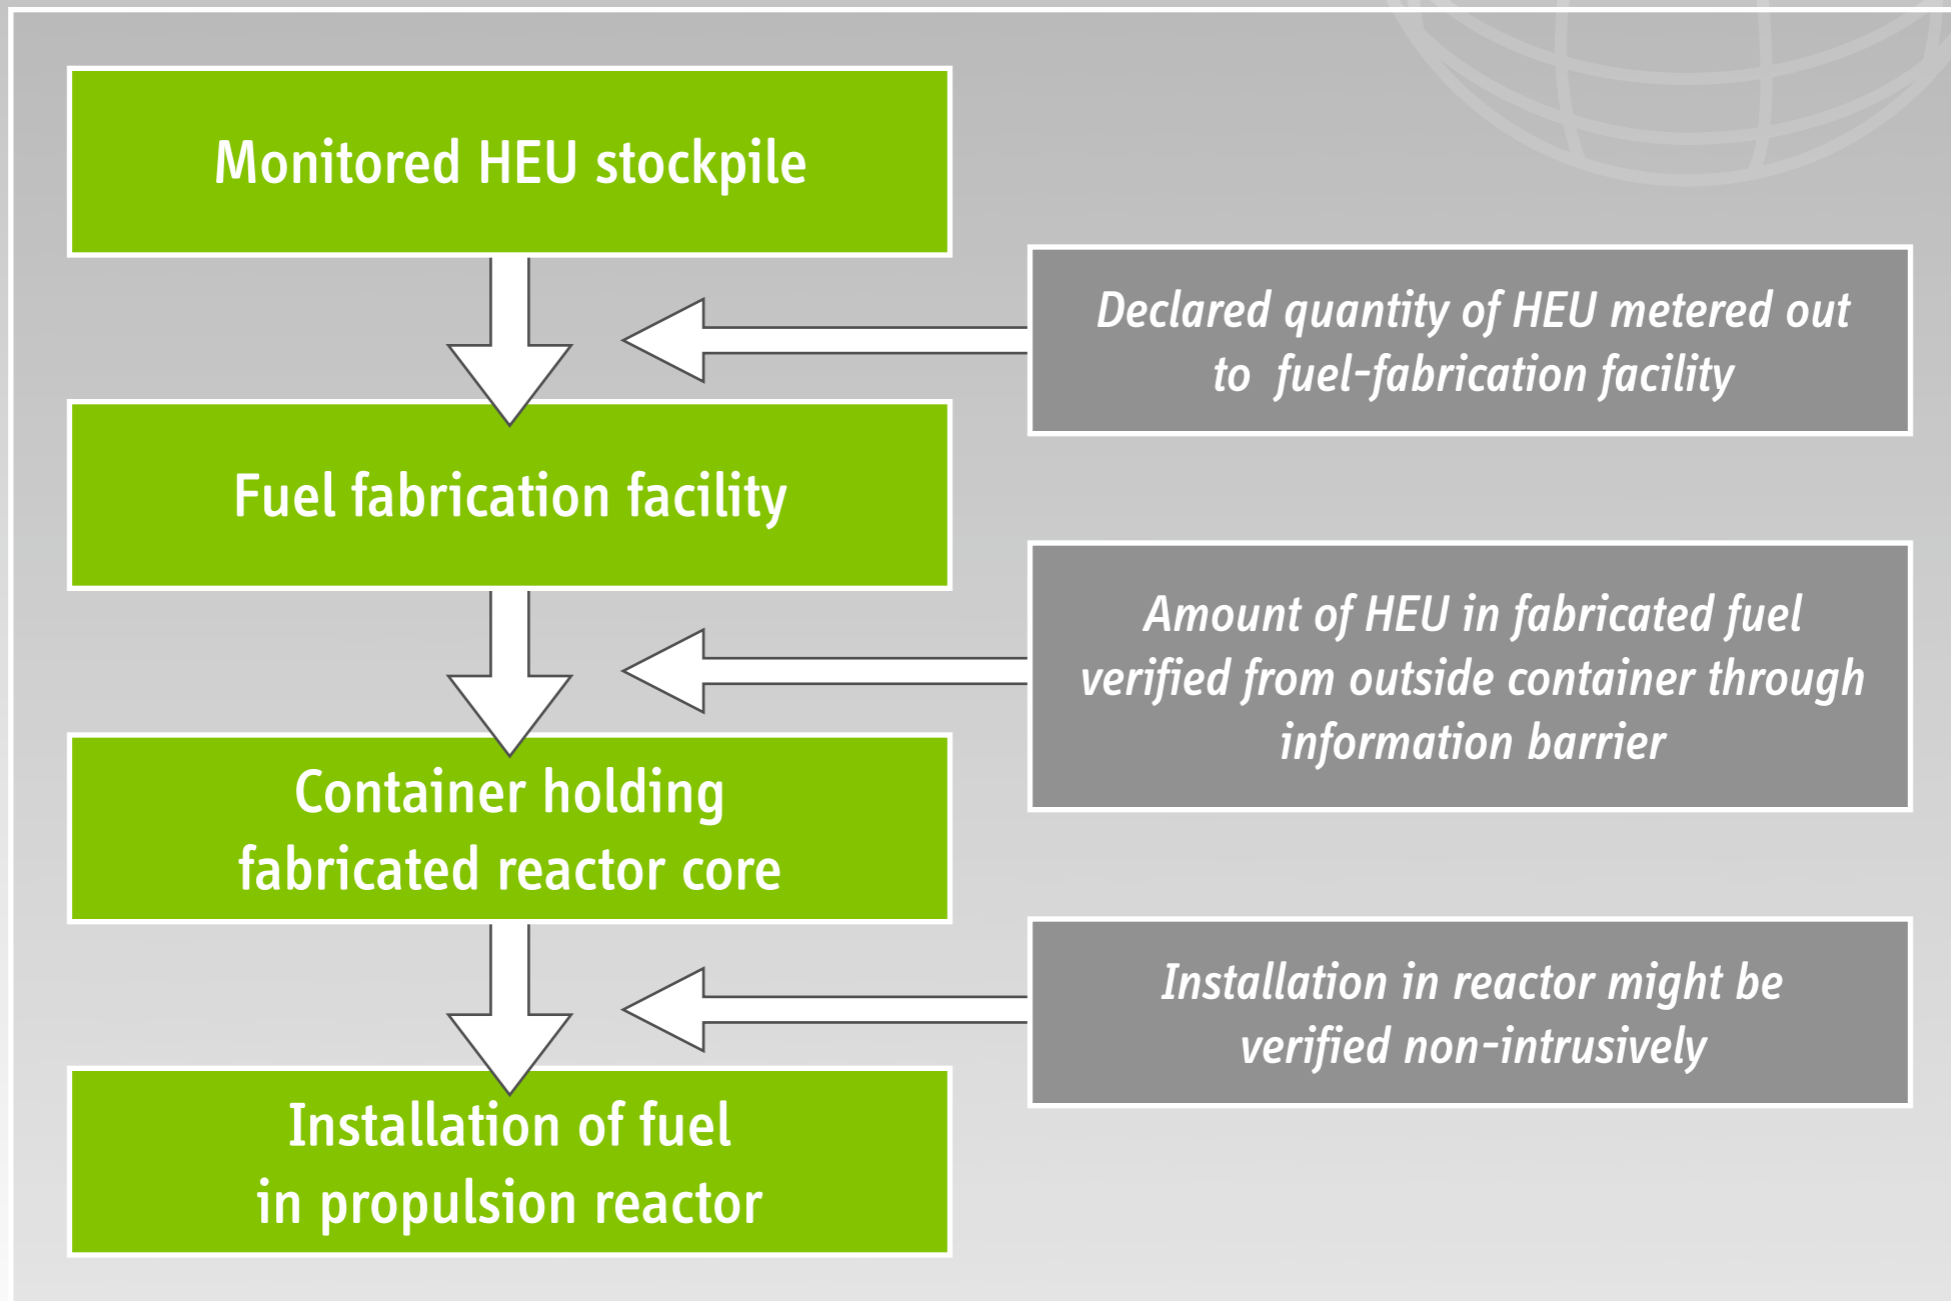 Monitored HEU stockpile
Declared quantity of HEU metered out
to fuel-fabrication facility
Fuel fabrication facility
Amount of HEU in fabricated fuel
verified from outside container through
information barrier
Container holding
fabricated reactor core
Installation in reactor might be
verified non-intrusively
Installation of fuel
in propulsion reactor